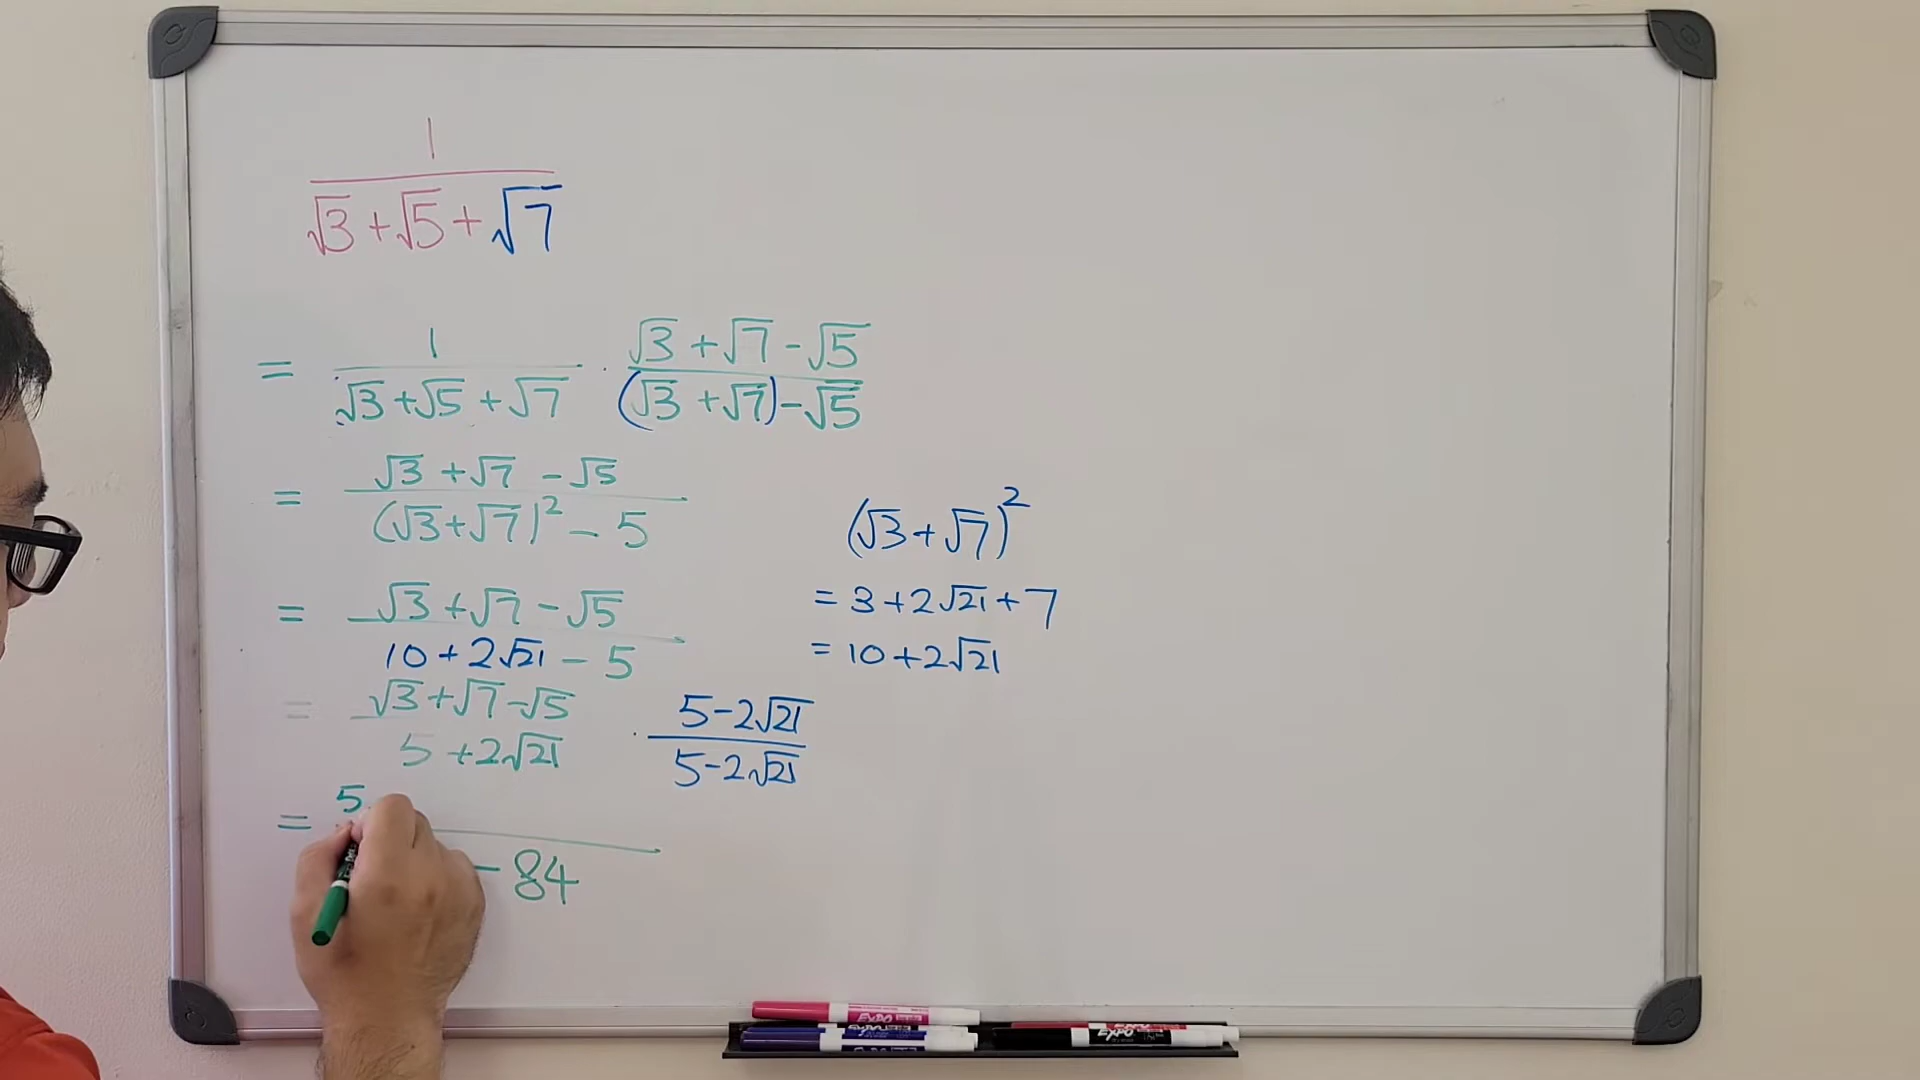 1
√3 + √5 + √7
= 1 / (√3 + √5 + √7) · (√3 + √7 - √5) / ((√3 + √7) - √5)
= (√3 + √7 - √5) / ((√3 + √7)² - 5)
(√3 + √7)²
= 3 + 2√21 + 7
= 10 + 2√21
= (√3 + √7 - √5) / (10 + 2√21 - 5)
= (√3 + √7 - √5) / (5 + 2√21) · (5 - 2√21) / (5 - 2√21)
= 5
- 84
EXPO
EXPO